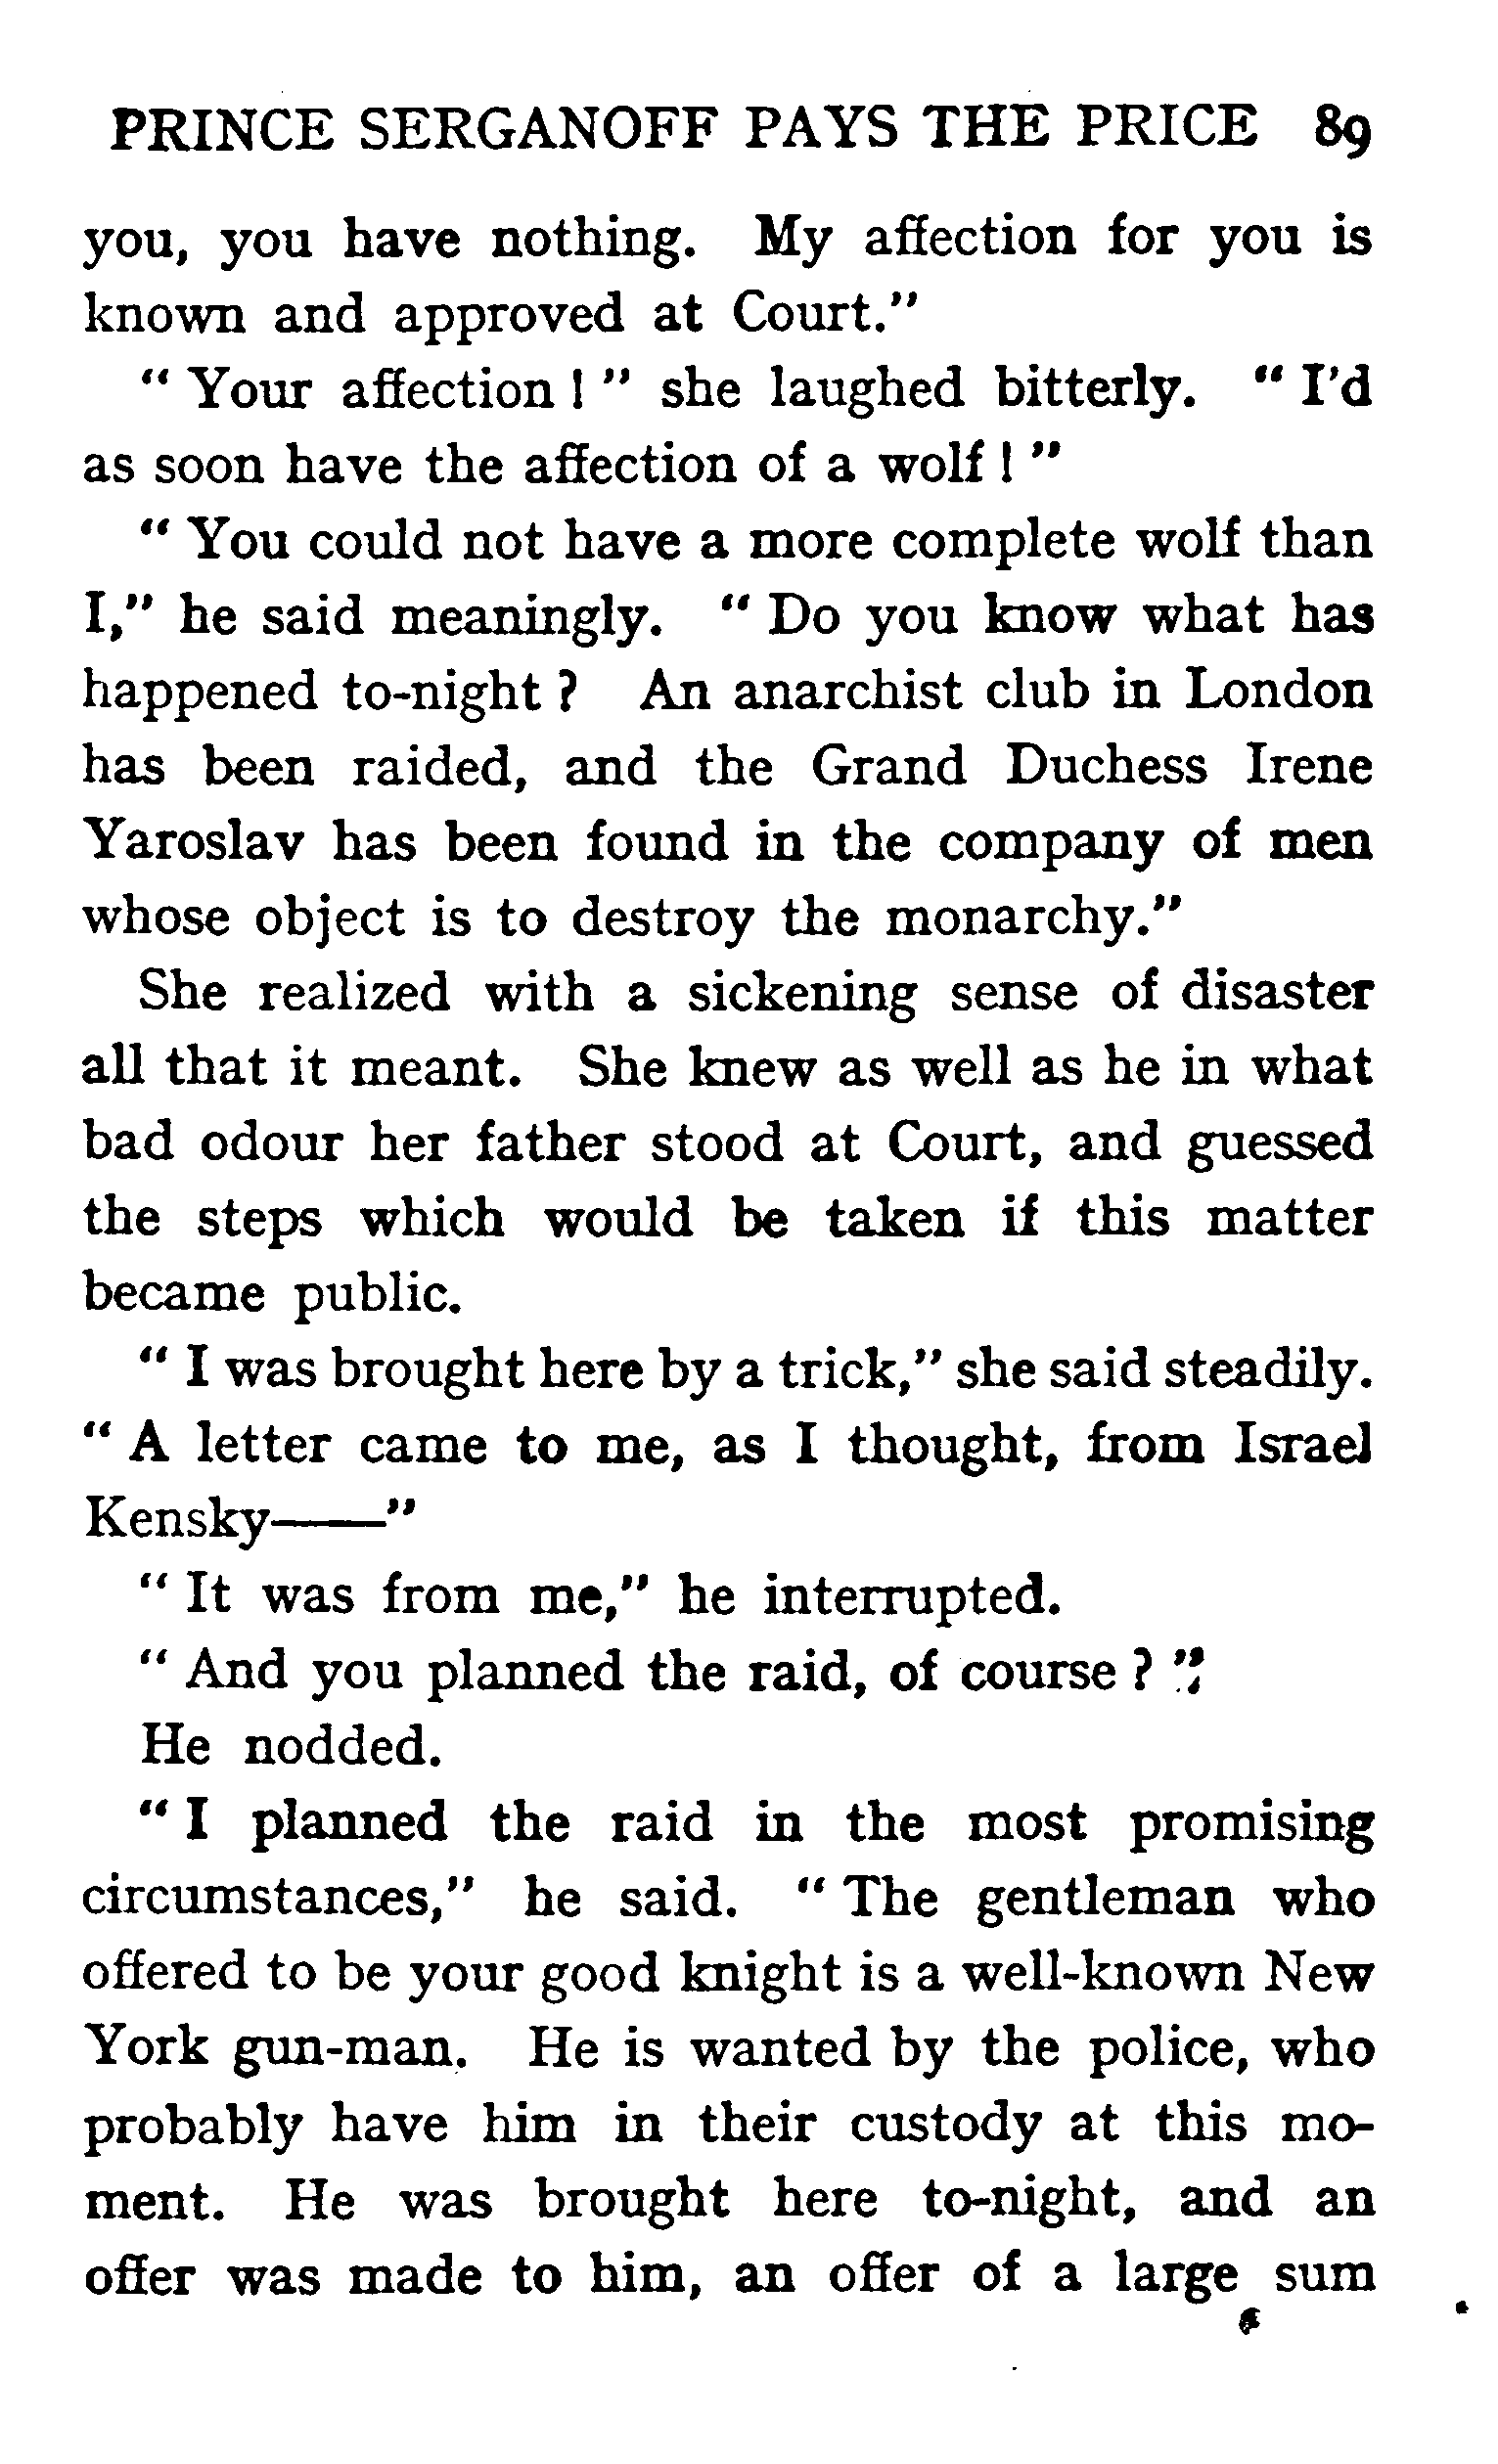 PRINCE SERGANOFF PAYS THE PRICE 89
you, you have nothing. My affection for you is
known and approved at Court."
" Your affection ! " she laughed bitterly. " I'd
as soon have the affection of a wolf ! "
" You could not have a more complete wolf than
I," he said meaningly. " Do you know what has
happened to-night ? An anarchist club in London
has been raided, and the Grand Duchess Irene
Yaroslav has been found in the company of men
whose object is to destroy the monarchy."
She realized with a sickening sense of disaster
all that it meant. She knew as well as he in what
bad odour her father stood at Court, and guessed
the steps which would be taken if this matter
became public.
" I was brought here by a trick," she said steadily.
" A letter came to me, as I thought, from Israel
Kensky——"
" It was from me," he interrupted.
" And you planned the raid, of course ? "
He nodded.
" I planned the raid in the most promising
circumstances," he said. " The gentleman who
offered to be your good knight is a well-known New
York gun-man. He is wanted by the police, who
probably have him in their custody at this mo-
ment. He was brought here to-night, and an
offer was made to him, an offer of a large sum